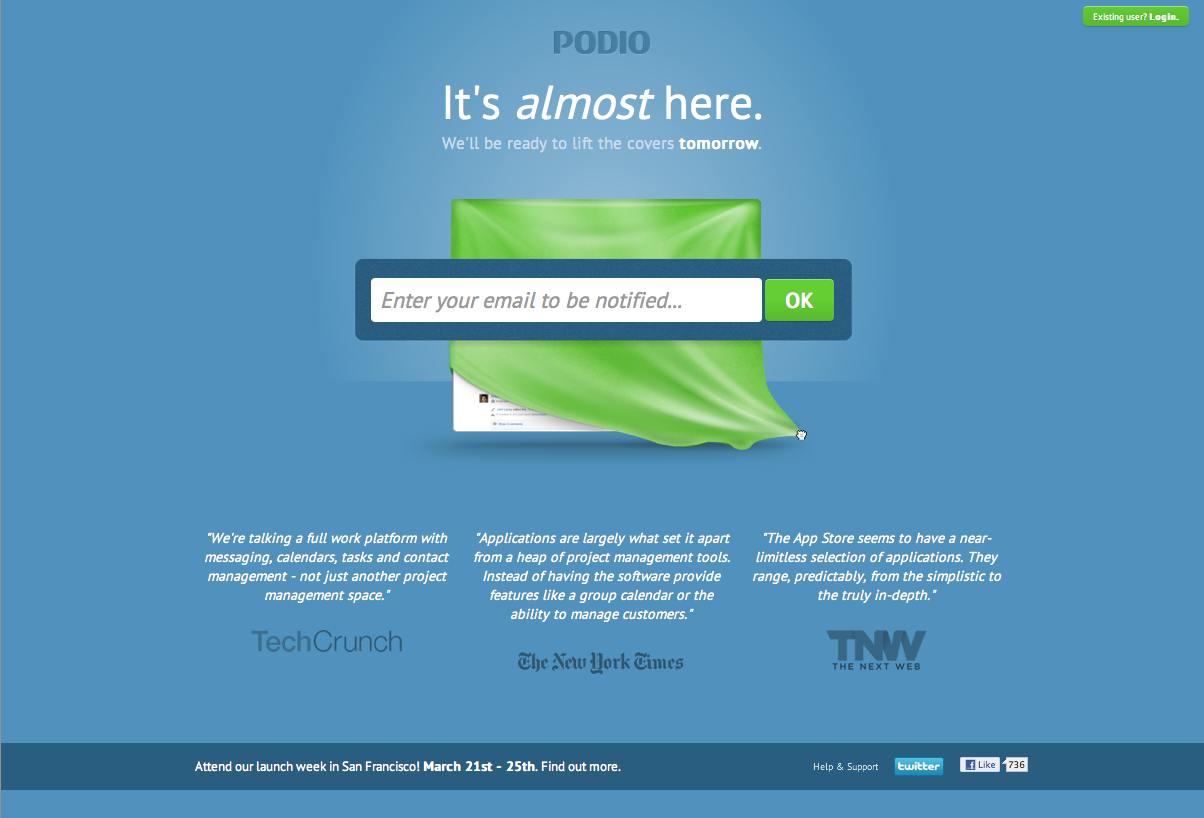 Existing user? Login.
PODIO
It's almost here.
We'll be ready to lift the covers tomorrow.
Enter your email to be notified...
OK
"We're talking a full work platform with
messaging, calendars, tasks and contact
management - not just another project
management space."
TechCrunch
"Applications are largely what set it apart
from a heap of project management tools.
Instead of having the software provide
features like a group calendar or the
ability to manage customers."
The New York Times
"The App Store seems to have a near-
limitless selection of applications. They
range, predictably, from the simplistic to
the truly in-depth."
TNW
THE NEXT WEB
Attend our launch week in San Francisco! March 21st - 25th. Find out more.
Help & Support
twitter
Like
736